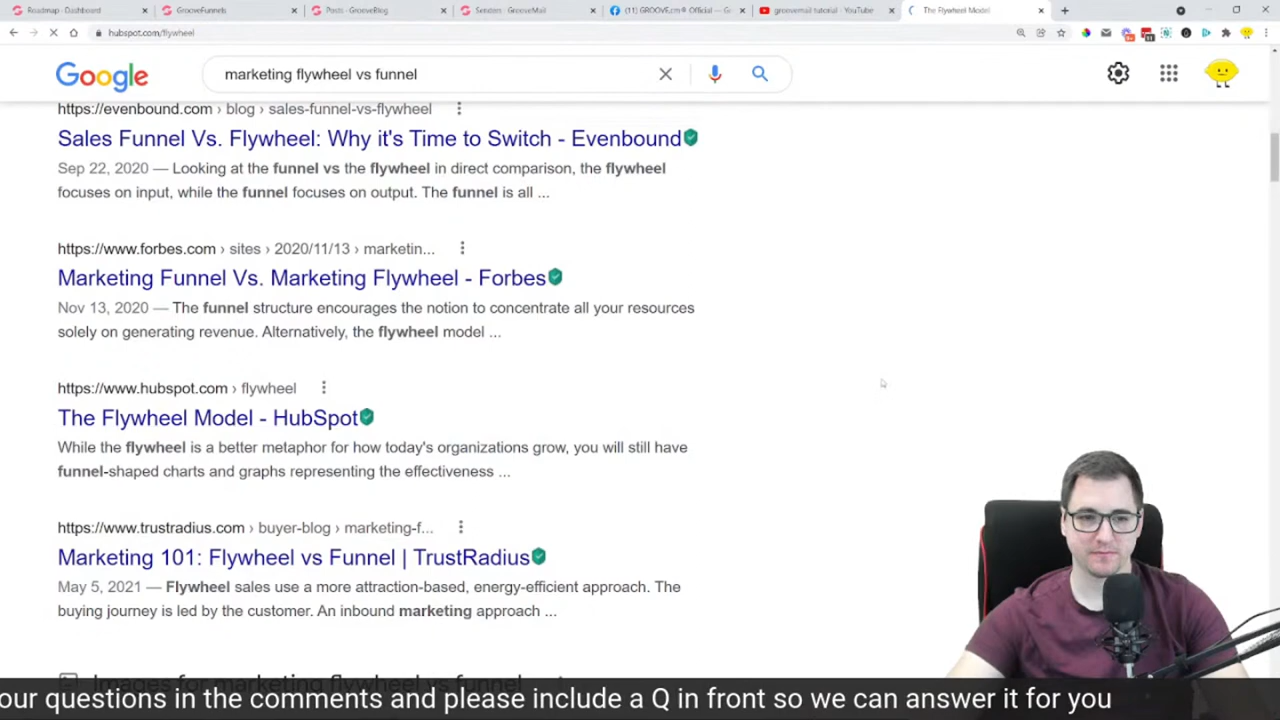 Roadmap - Dashboard
GrooveFunnels
Posts - GrooveBlog
Senders - GrooveMail
(11) GROOVE.cm® Official — G
groovemail tutorial - YouTube
The Flywheel Model
hubspot.com/flywheel
Google
marketing flywheel vs funnel
https://evenbound.com › blog › sales-funnel-vs-flywheel
Sales Funnel Vs. Flywheel: Why it's Time to Switch - Evenbound
Sep 22, 2020 — Looking at the funnel vs the flywheel in direct comparison, the flywheel
focuses on input, while the funnel focuses on output. The funnel is all ...
https://www.forbes.com › sites › 2020/11/13 › marketin...
Marketing Funnel Vs. Marketing Flywheel - Forbes
Nov 13, 2020 — The funnel structure encourages the notion to concentrate all your resources
solely on generating revenue. Alternatively, the flywheel model ...
https://www.hubspot.com › flywheel
The Flywheel Model - HubSpot
While the flywheel is a better metaphor for how today's organizations grow, you will still have
funnel-shaped charts and graphs representing the effectiveness ...
https://www.trustradius.com › buyer-blog › marketing-f...
Marketing 101: Flywheel vs Funnel | TrustRadius
May 5, 2021 — Flywheel sales use a more attraction-based, energy-efficient approach. The
buying journey is led by the customer. An inbound marketing approach ...
Images for marketing flywheel vs funnel
our questions in the comments and please include a Q in front so we can answer it for you